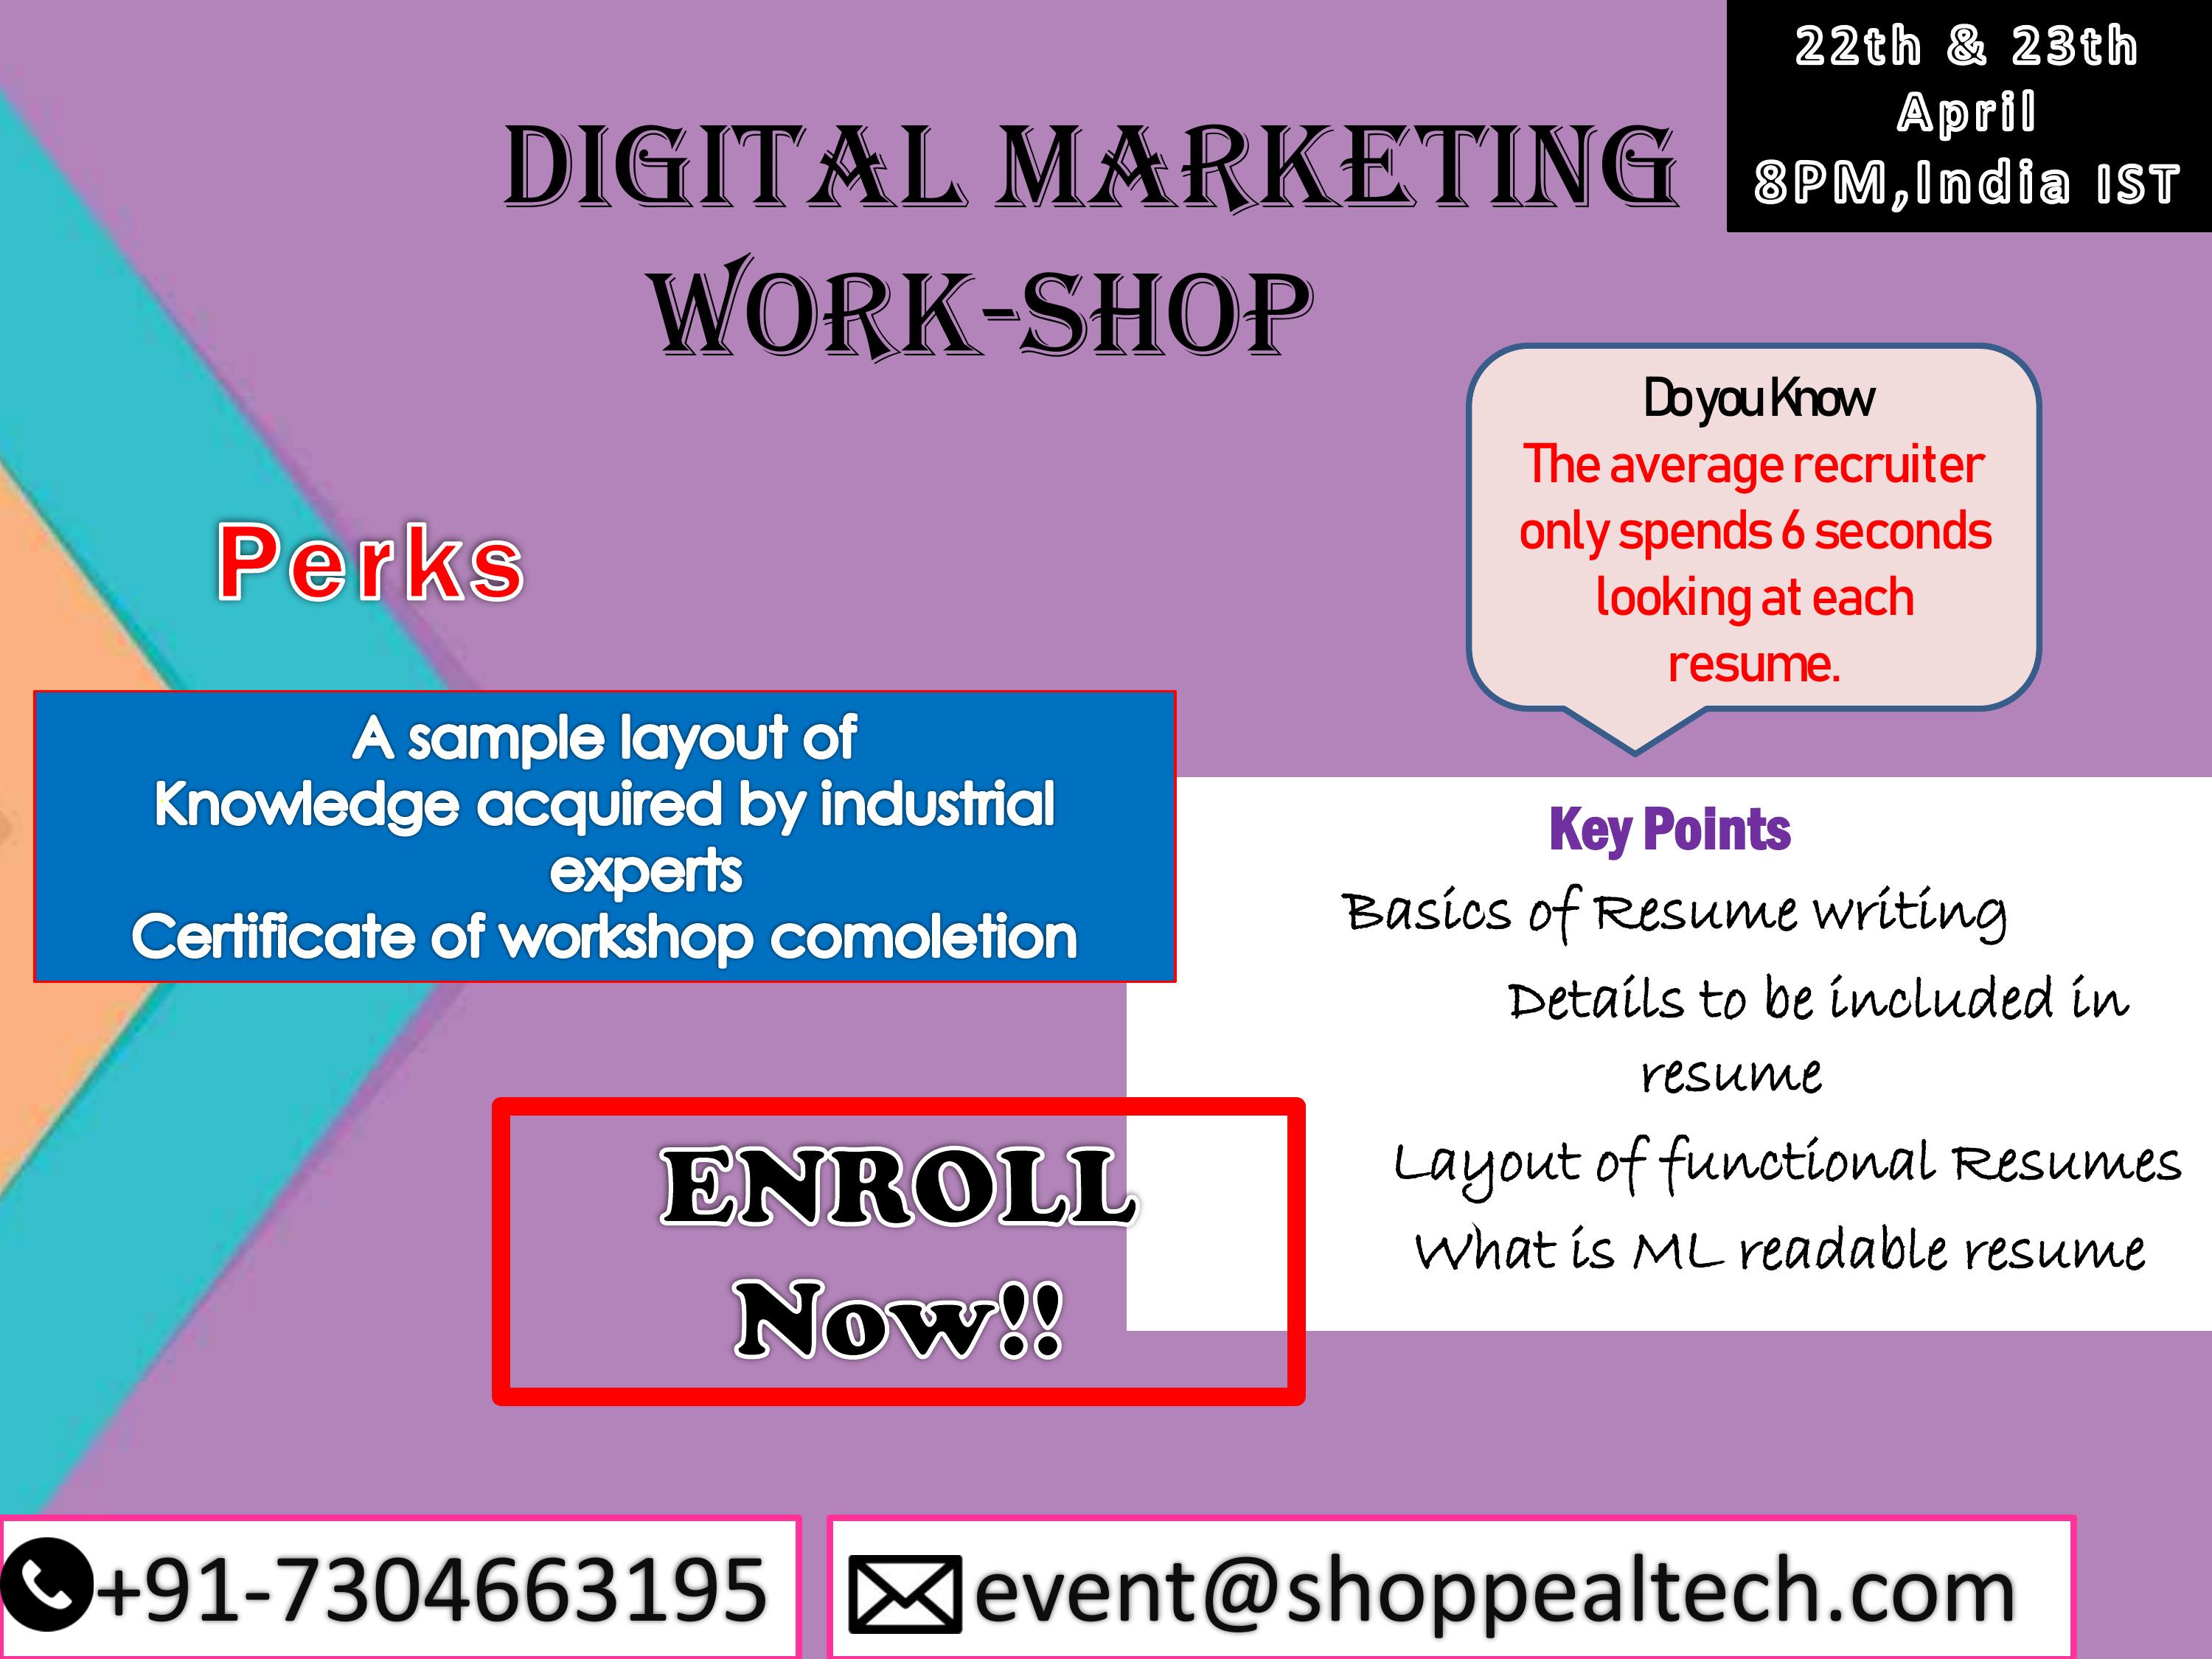 22th & 23th
April
8PM,India IST
DIGITAL MARKETING
WORK-SHOP
Do you Know
The average recruiter
only spends 6 seconds
looking at each
resume.
Perks
A sample layout of
Knowledge acquired by industrial
experts
Certificate of workshop comoletion
Key Points
Basics of Resume writing
Details to be included in
resume
Layout of functional Resumes
What is ML readable resume
ENROLL
Now!!
+91-7304663195
event@shoppealtech.com